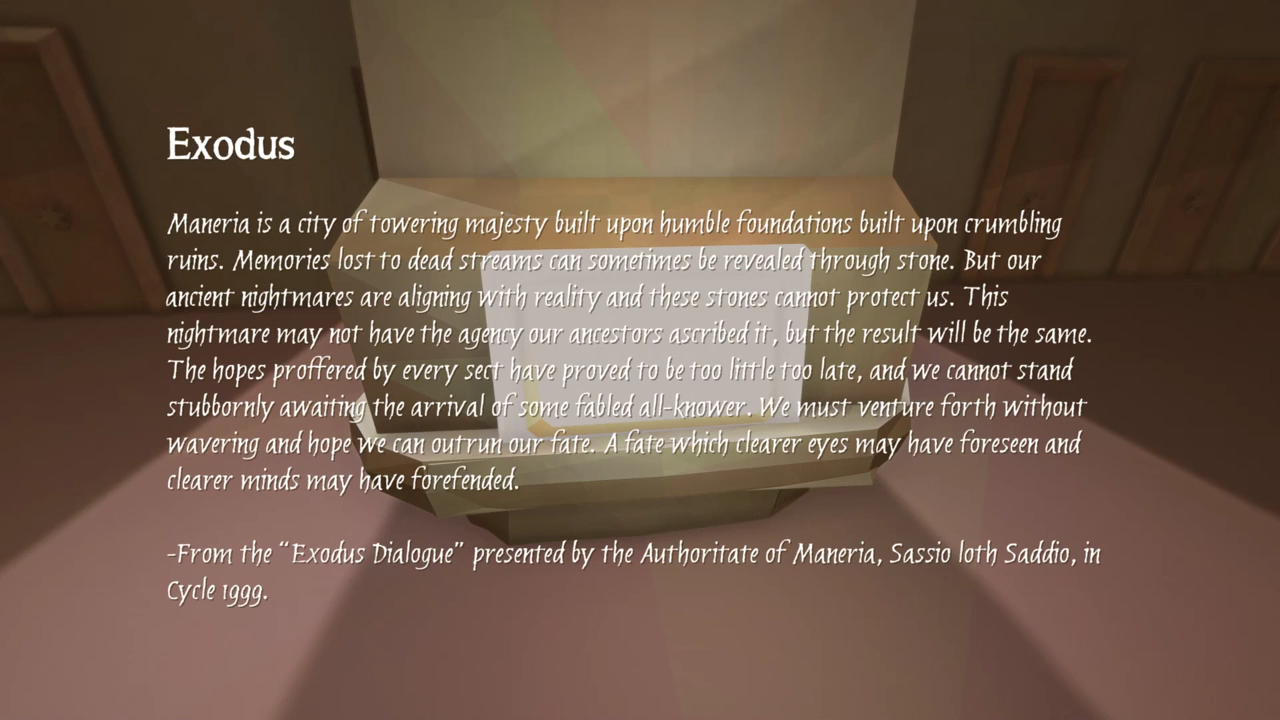 Exodus
Maneria is a city of towering majesty built upon humble foundations built upon crumbling
ruins. Memories lost to dead streams can sometimes be revealed through stone. But our
ancient nightmares are aligning with reality and these stones cannot protect us. This
nightmare may not have the agency our ancestors ascribed it, but the result will be the same.
The hopes proffered by every sect have proved to be too little too late, and we cannot stand
stubbornly awaiting the arrival of some fabled all-knower. We must venture forth without
wavering and hope we can outrun our fate. A fate which clearer eyes may have foreseen and
clearer minds may have forefended.
-From the “Exodus Dialogue” presented by the Authoritate of Maneria, Sassio loth Saddio, in
Cycle 1999.